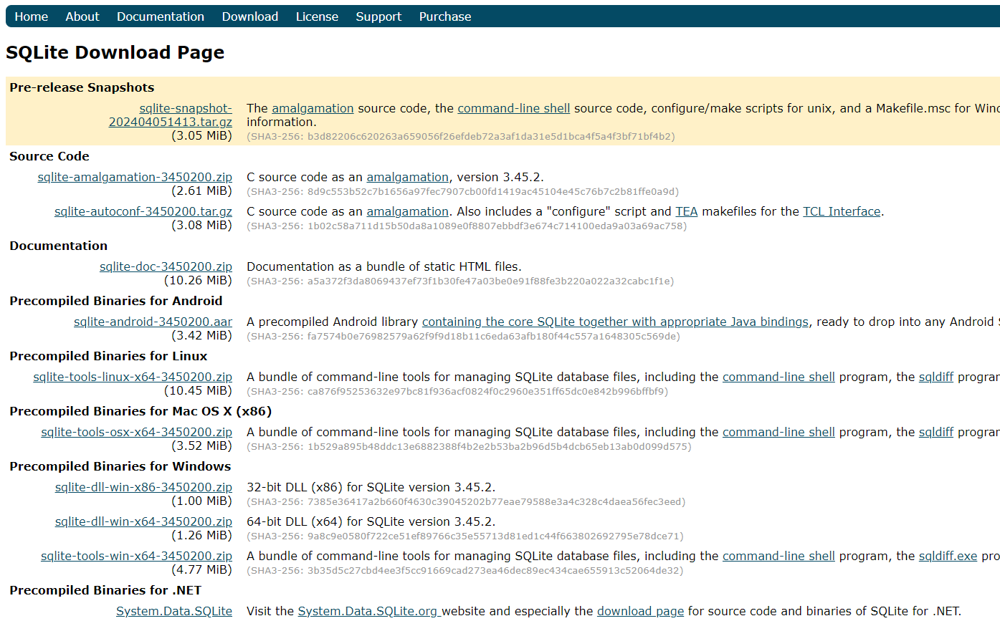 Home About Documentation Download License Support Purchase
SQLite Download Page
Pre-release Snapshots
sqlite-snapshot-
202404051413.tar.gz
(3.05 MiB)
The amalgamation source code, the command-line shell source code, configure/make scripts for unix, and a Makefile.msc for Winc
information.
(SHA3-256: b3d82206c620263a659056f26efdeb72a3af1da31e5d1bca4f5a4f3bf71bf4b2)
Source Code
sqlite-amalgamation-3450200.zip
(2.61 MiB)
C source code as an amalgamation, version 3.45.2.
(SHA3-256: 8d9c553b52c7b1656a97fec7907cb00fd1419ac45104e45c76b7c2b81ffe0a9d)
sqlite-autoconf-3450200.tar.gz
(3.08 MiB)
C source code as an amalgamation. Also includes a "configure" script and TEA makefiles for the TCL Interface.
(SHA3-256: 1b02c58a711d15b50da8a1089e0f8807ebbdf3e674c714100eda9a03a69ac758)
Documentation
sqlite-doc-3450200.zip
(10.26 MiB)
Documentation as a bundle of static HTML files.
(SHA3-256: a5a372f3da8069437ef73f1b30fe47a03be0e91f88fe3b220a022a32cabc1f1e)
Precompiled Binaries for Android
sqlite-android-3450200.aar
(3.42 MiB)
A precompiled Android library containing the core SQLite together with appropriate Java bindings, ready to drop into any Android
(SHA3-256: fa7574b0e76982579a62f9f9d18b11c6eda63afb180f44c557a1648305c569de)
Precompiled Binaries for Linux
sqlite-tools-linux-x64-3450200.zip
(10.45 MiB)
A bundle of command-line tools for managing SQLite database files, including the command-line shell program, the sqldiff program
(SHA3-256: ca876f95253632e97bc81f936acf0824f0c2960e351ff65dc0e842b996bffbf9)
Precompiled Binaries for Mac OS X (x86)
sqlite-tools-osx-x64-3450200.zip
(3.52 MiB)
A bundle of command-line tools for managing SQLite database files, including the command-line shell program, the sqldiff program
(SHA3-256: 1b529a895b48ddc13e6882388f4b2e2b53ba2b96d5b4dcb65eb13ab0d099d575)
Precompiled Binaries for Windows
sqlite-dll-win-x86-3450200.zip
(1.00 MiB)
32-bit DLL (x86) for SQLite version 3.45.2.
(SHA3-256: 7385e36417a2b660f4630c39045202b77eae79588e3a4c328c4daea56fec3eed)
sqlite-dll-win-x64-3450200.zip
(1.26 MiB)
64-bit DLL (x64) for SQLite version 3.45.2.
(SHA3-256: 9a8c9e0580f722ce51ef89766c35e55713d81ed1c44f663802692795e78dce71)
sqlite-tools-win-x64-3450200.zip
(4.77 MiB)
A bundle of command-line tools for managing SQLite database files, including the command-line shell program, the sqldiff.exe pro
(SHA3-256: 3b35d5c27cbd4ee3f5cc91669cad273ea46dec89ec434cae655913c52064de32)
Precompiled Binaries for .NET
System.Data.SQLite
Visit the System.Data.SQLite.org website and especially the download page for source code and binaries of SQLite for .NET.